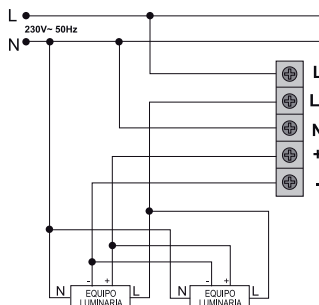 L
230V~ 50Hz
N
L
L
N
+
-
- +
- +
N EQUIPO LUMINARIA L
N EQUIPO LUMINARIA L